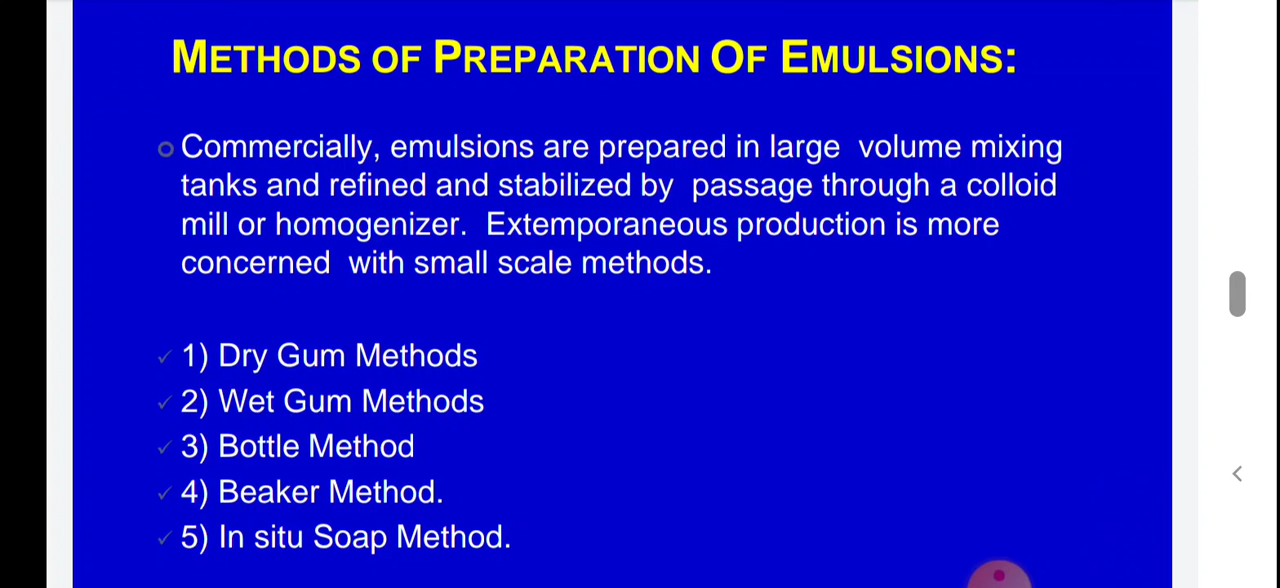 METHODS OF PREPARATION OF EMULSIONS:
Commercially, emulsions are prepared in large volume mixing
tanks and refined and stabilized by passage through a colloid
mill or homogenizer. Extemporaneous production is more
concerned with small scale methods.
1) Dry Gum Methods
2) Wet Gum Methods
3) Bottle Method
4) Beaker Method.
5) In situ Soap Method.